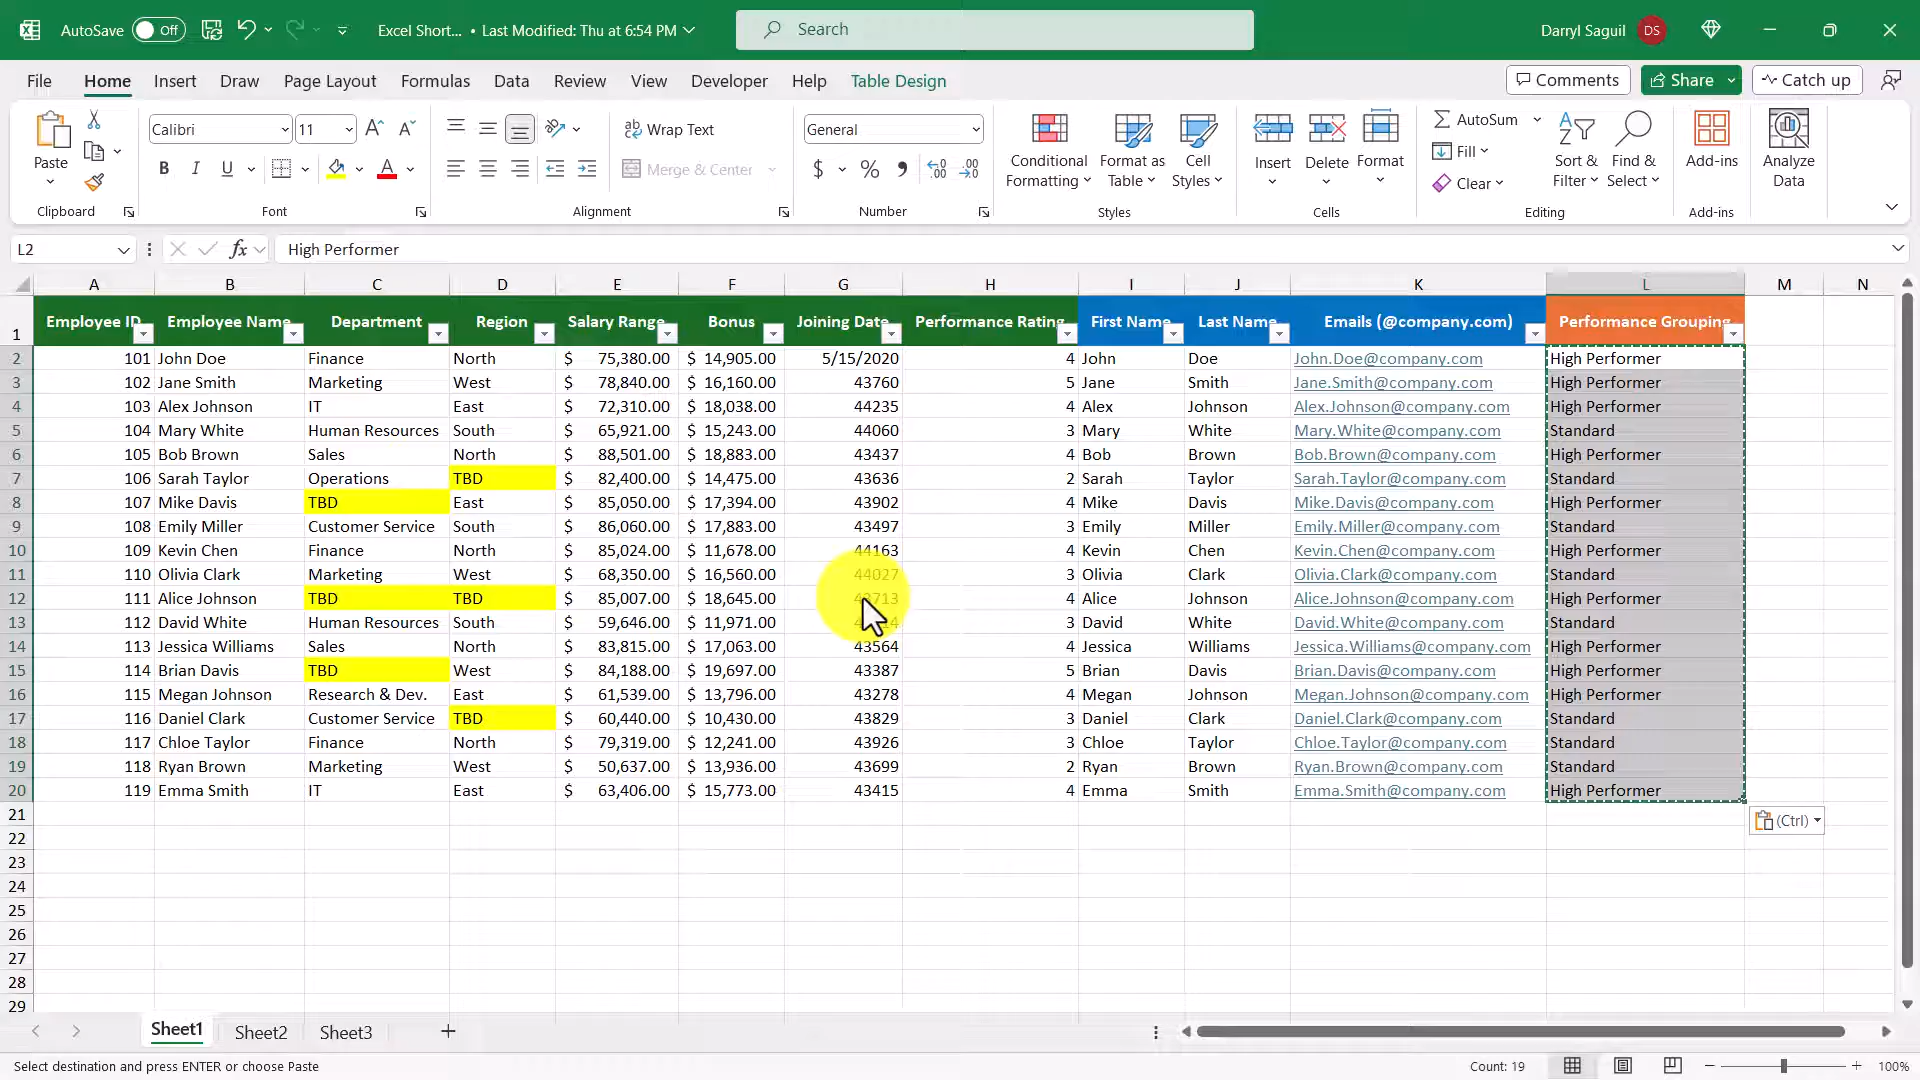 AutoSave Off Excel Short... • Last Modified: Thu at 6:54 PM Search Darryl Saguil DS
File Home Insert Draw Page Layout Formulas Data Review View Developer Help Table Design Comments Share Catch up
Paste
Clipboard
Calibri 11
B I U A
Font
Wrap Text
Merge & Center
Alignment
General
$ % ,
Number
Conditional Formatting
Format as Table
Cell Styles
Styles
Insert
Delete
Format
Cells
AutoSum
Fill
Clear
Sort & Filter
Find & Select
Editing
Add-ins
Add-ins
Analyze Data
L2 fx High Performer
A B C D E F G H I J K L M N
1 Employee ID Employee Name Department Region Salary Range Bonus Joining Date Performance Rating First Name Last Name Emails (@company.com) Performance Grouping
2 101 John Doe Finance North $ 75,380.00 $ 14,905.00 5/15/2020 4 John Doe John.Doe@company.com High Performer
3 102 Jane Smith Marketing West $ 78,840.00 $ 16,160.00 43760 5 Jane Smith Jane.Smith@company.com High Performer
4 103 Alex Johnson IT East $ 72,310.00 $ 18,038.00 44235 4 Alex Johnson Alex.Johnson@company.com High Performer
5 104 Mary White Human Resources South $ 65,921.00 $ 15,243.00 44060 3 Mary White Mary.White@company.com Standard
6 105 Bob Brown Sales North $ 88,501.00 $ 18,883.00 43437 4 Bob Brown Bob.Brown@company.com High Performer
7 106 Sarah Taylor Operations TBD $ 82,400.00 $ 14,475.00 43636 2 Sarah Taylor Sarah.Taylor@company.com Standard
8 107 Mike Davis TBD East $ 85,050.00 $ 17,394.00 43902 4 Mike Davis Mike.Davis@company.com High Performer
9 108 Emily Miller Customer Service South $ 86,060.00 $ 17,883.00 43497 3 Emily Miller Emily.Miller@company.com Standard
10 109 Kevin Chen Finance North $ 85,024.00 $ 11,678.00 44163 4 Kevin Chen Kevin.Chen@company.com High Performer
11 110 Olivia Clark Marketing West $ 68,350.00 $ 16,560.00 44027 3 Olivia Clark Olivia.Clark@company.com Standard
12 111 Alice Johnson TBD TBD $ 85,007.00 $ 18,645.00 4 Alice Johnson Alice.Johnson@company.com High Performer
13 112 David White Human Resources South $ 59,646.00 $ 11,971.00 3 David White David.White@company.com Standard
14 113 Jessica Williams Sales North $ 83,815.00 $ 17,063.00 43564 4 Jessica Williams Jessica.Williams@company.com High Performer
15 114 Brian Davis TBD West $ 84,188.00 $ 19,697.00 43387 5 Brian Davis Brian.Davis@company.com High Performer
16 115 Megan Johnson Research & Dev. East $ 61,539.00 $ 13,796.00 43278 4 Megan Johnson Megan.Johnson@company.com High Performer
17 116 Daniel Clark Customer Service TBD $ 60,440.00 $ 10,430.00 43829 3 Daniel Clark Daniel.Clark@company.com Standard
18 117 Chloe Taylor Finance North $ 79,319.00 $ 12,241.00 43926 3 Chloe Taylor Chloe.Taylor@company.com Standard
19 118 Ryan Brown Marketing West $ 50,637.00 $ 13,936.00 43699 2 Ryan Brown Ryan.Brown@company.com Standard
20 119 Emma Smith IT East $ 63,406.00 $ 15,773.00 43415 4 Emma Smith Emma.Smith@company.com High Performer
21 (Ctrl)
22
23
24
25
26
27
28
29
Sheet1 Sheet2 Sheet3
Select destination and press ENTER or choose Paste Count: 19 100%